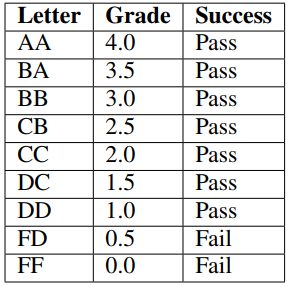 Letter Grade Success
AA 4.0 Pass
BA 3.5 Pass
BB 3.0 Pass
CB 2.5 Pass
CC 2.0 Pass
DC 1.5 Pass
DD 1.0 Pass
FD 0.5 Fail
FF 0.0 Fail